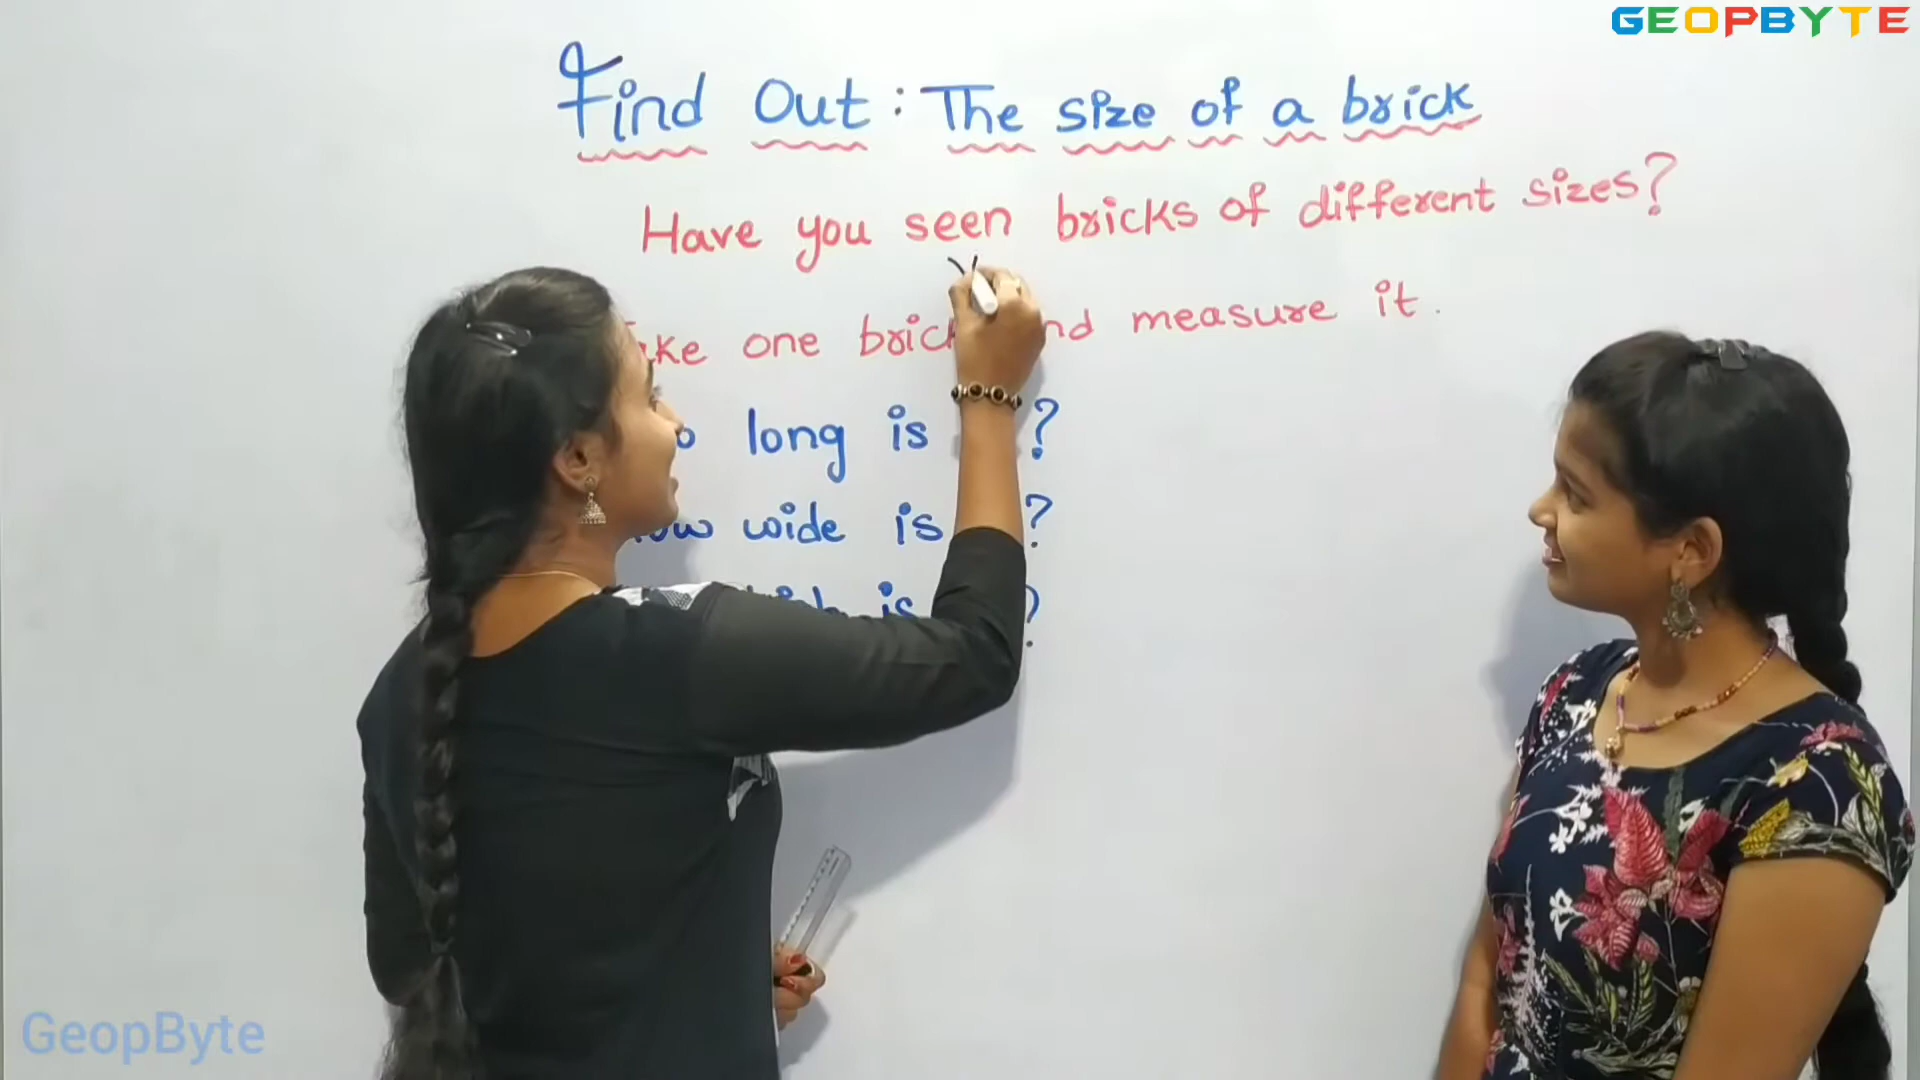 GEOPBYTE
Find Out : The size of a brick
Have you seen bricks of different sizes?
one measure it.
long is ?
wide is ?
is ?
GeopByte